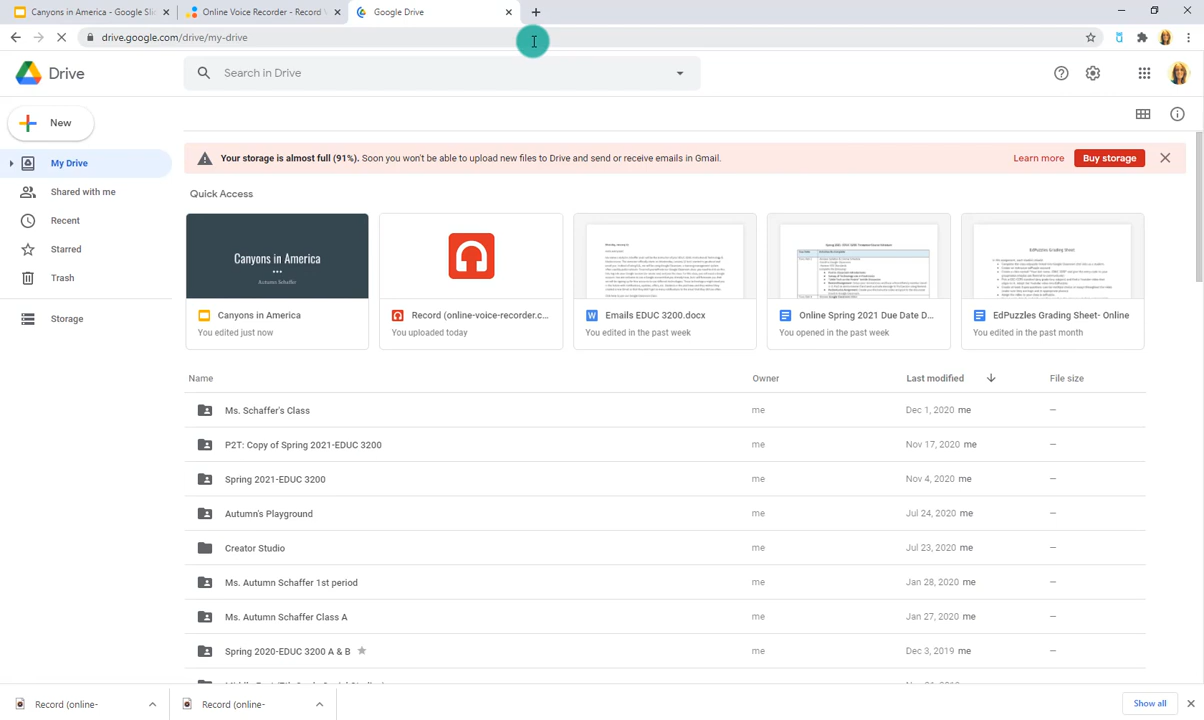 Canyons in America - Google Sli
Online Voice Recorder - Record V
Google Drive
drive.google.com/drive/my-drive
Drive
Search in Drive
New
My Drive
Shared with me
Recent
Starred
Trash
Storage
Your storage is almost full (91%). Soon you won't be able to upload new files to Drive and send or receive emails in Gmail.
Learn more
Buy storage
Quick Access
Canyons in America
Autumn Schaffer
Canyons in America
You edited just now
Record (online-voice-recorder.c...
You uploaded today
Emails EDUC 3200.docx
You edited in the past week
Online Spring 2021 Due Date D...
You opened in the past week
EdPuzzles Grading Sheet
EdPuzzles Grading Sheet- Online
You edited in the past month
Name Owner Last modified File size
Ms. Schaffer's Class me Dec 1, 2020 me –
P2T: Copy of Spring 2021-EDUC 3200 me Nov 17, 2020 me –
Spring 2021-EDUC 3200 me Nov 4, 2020 me –
Autumn's Playground me Jul 24, 2020 me –
Creator Studio me Jul 23, 2020 me –
Ms. Autumn Schaffer 1st period me Jan 28, 2020 me –
Ms. Autumn Schaffer Class A me Jan 27, 2020 me –
Spring 2020-EDUC 3200 A & B me Dec 3, 2019 me –
Record (online-
Record (online-
Show all